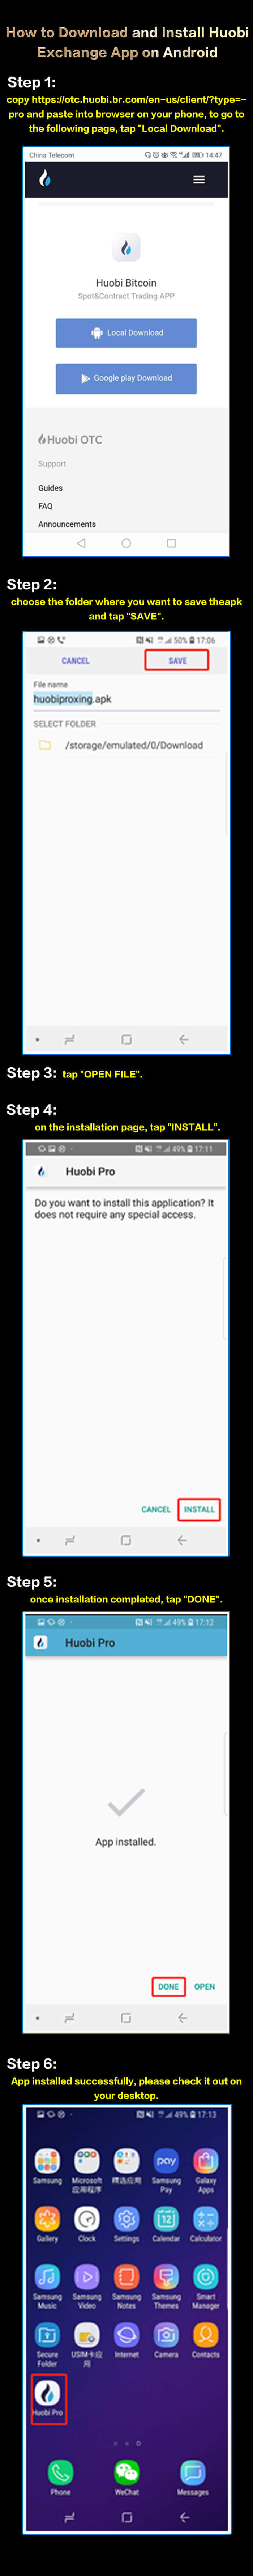 How to Download and Install Huobi
Exchange App on Android
Step 1:
copy https://otc.huobi.br.com/en-us/client/?type=-
pro and paste into browser on your phone, to go to
the following page, tap "Local Download".
China Telecom 14:47
Huobi Bitcoin
Spot&Contract Trading APP
Local Download
Google play Download
Huobi OTC
Support
Guides
FAQ
Announcements
Step 2:
choose the folder where you want to save theapk
and tap "SAVE".
50% 17:06
CANCEL SAVE
File name
huobiproxing.apk
SELECT FOLDER
/storage/emulated/0/Download
Step 3: tap "OPEN FILE".
Step 4:
on the installation page, tap "INSTALL".
49% 17:11
Huobi Pro
Do you want to install this application? It
does not require any special access.
CANCEL INSTALL
Step 5:
once installation completed, tap "DONE".
49% 17:12
Huobi Pro
App installed.
DONE OPEN
Step 6:
App installed successfully, please check it out on
your desktop.
49% 17:13
pay
12
Samsung Microsoft 应用程序 精选应用 Samsung Pay Galaxy Apps
Gallery Clock Settings Calendar Calculator
Samsung Music Samsung Video Samsung Notes Samsung Themes Smart Manager
Secure Folder USIM卡应用 Internet Camera Contacts
Huobi Pro
Phone WeChat Messages